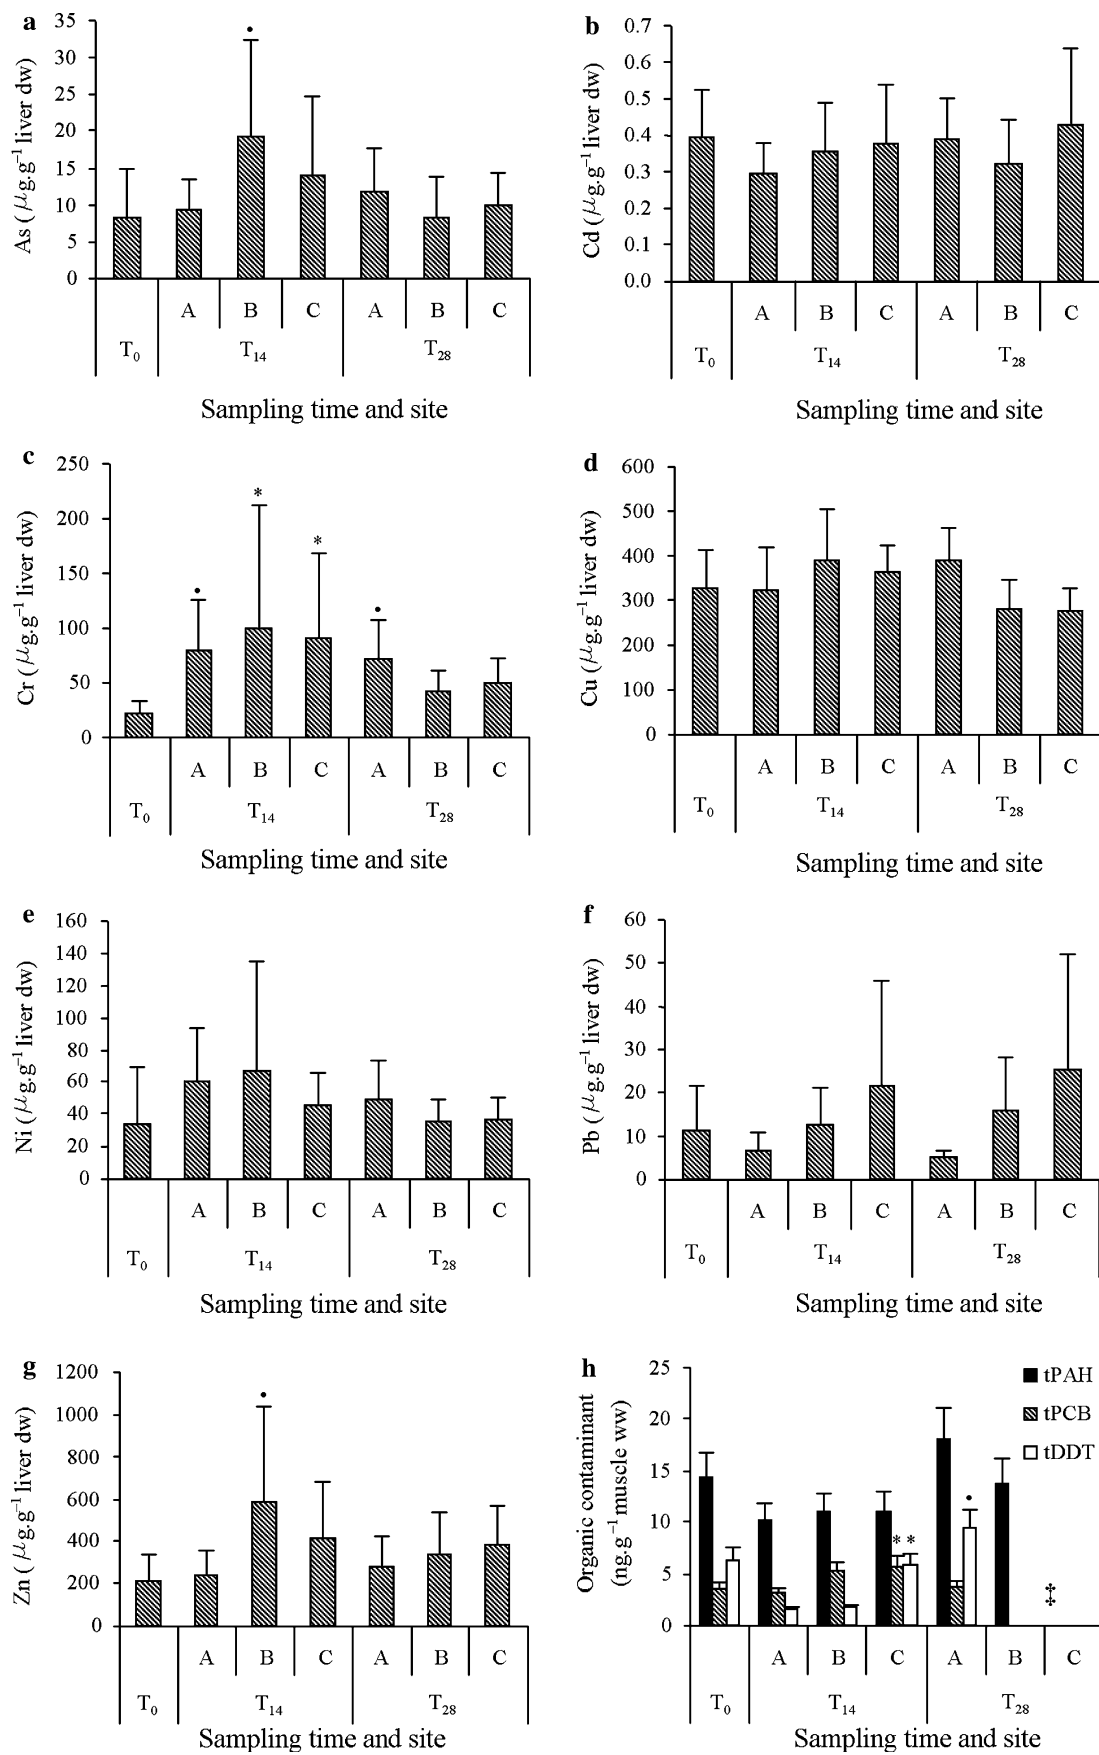 a
As (μg.g⁻¹ liver dw)
35
30
25
20
15
10
5
0
•
A B C A B C
T₀ T₁₄ T₂₈
Sampling time and site
b
Cd (μg.g⁻¹ liver dw)
0.7
0.6
0.5
0.4
0.3
0.2
0.1
0.0
A B C A B C
T₀ T₁₄ T₂₈
Sampling time and site
c
Cr (μg.g⁻¹ liver dw)
250
200
150
100
50
0
• * * •
A B C A B C
T₀ T₁₄ T₂₈
Sampling time and site
d
Cu (μg.g⁻¹ liver dw)
600
500
400
300
200
100
0
A B C A B C
T₀ T₁₄ T₂₈
Sampling time and site
e
Ni (μg.g⁻¹ liver dw)
160
140
120
100
80
60
40
20
0
A B C A B C
T₀ T₁₄ T₂₈
Sampling time and site
f
Pb (μg.g⁻¹ liver dw)
60
50
40
30
20
10
0
A B C A B C
T₀ T₁₄ T₂₈
Sampling time and site
g
Zn (μg.g⁻¹ liver dw)
1200
1000
800
600
400
200
0
•
A B C A B C
T₀ T₁₄ T₂₈
Sampling time and site
h
Organic contaminant
(ng.g⁻¹ muscle ww)
25
20
15
10
5
0
tPAH
tPCB
tDDT
* * • ‡
A B C A B C
T₀ T₁₄ T₂₈
Sampling time and site